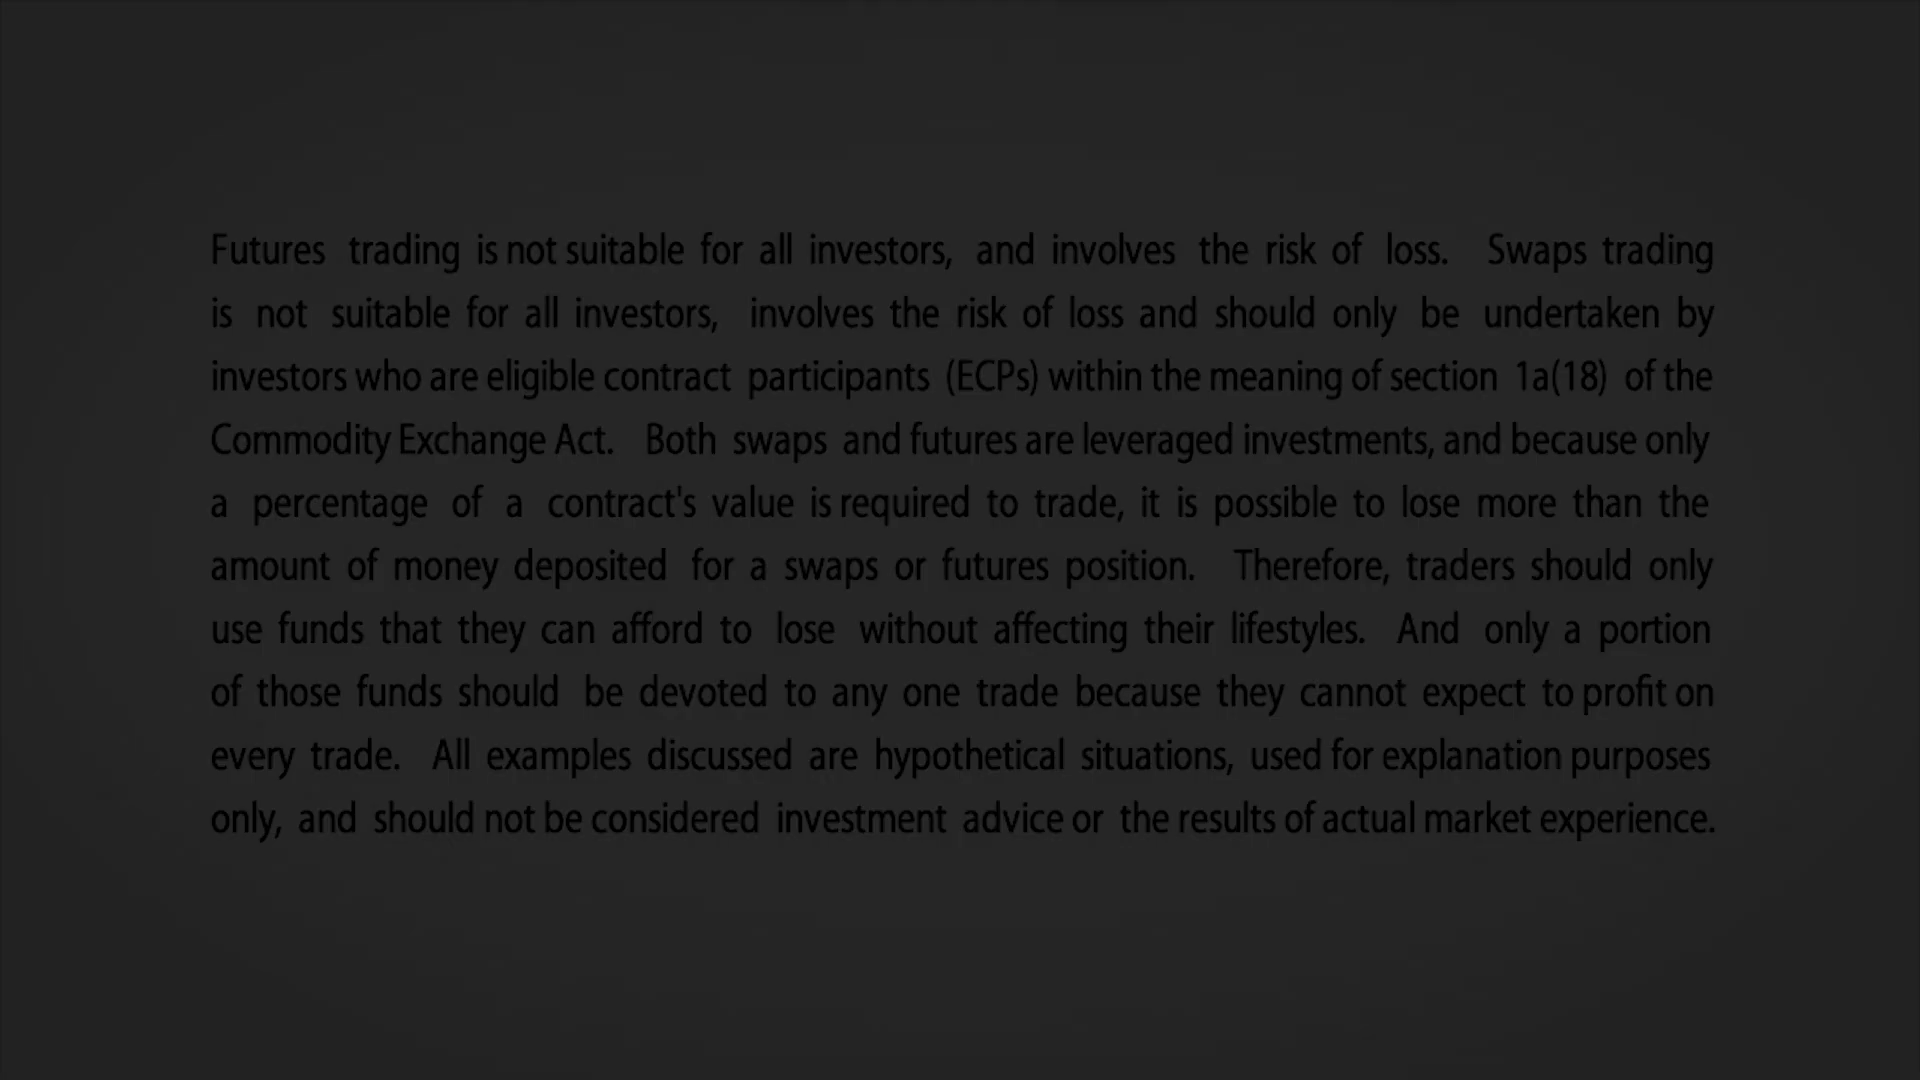 Futures trading is not suitable for all investors, and involves the risk of loss. Swaps trading
is not suitable for all investors, involves the risk of loss and should only be undertaken by
investors who are eligible contract participants (ECPs) within the meaning of section 1a(18) of the
Commodity Exchange Act. Both swaps and futures are leveraged investments, and because only
a percentage of a contract's value is required to trade, it is possible to lose more than the
amount of money deposited for a swaps or futures position. Therefore, traders should only
use funds that they can afford to lose without affecting their lifestyles. And only a portion
of those funds should be devoted to any one trade because they cannot expect to profit on
every trade. All examples discussed are hypothetical situations, used for explanation purposes
only, and should not be considered investment advice or the results of actual market experience.